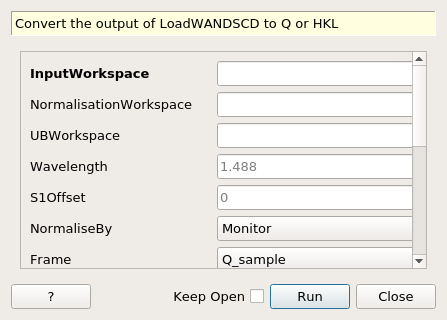 Convert the output of LoadWANDSCD to Q or HKL
InputWorkspace
NormalisationWorkspace
UBWorkspace
Wavelength 1.488
S1Offset 0
NormaliseBy Monitor
Frame Q_sample
? Keep Open Run Close